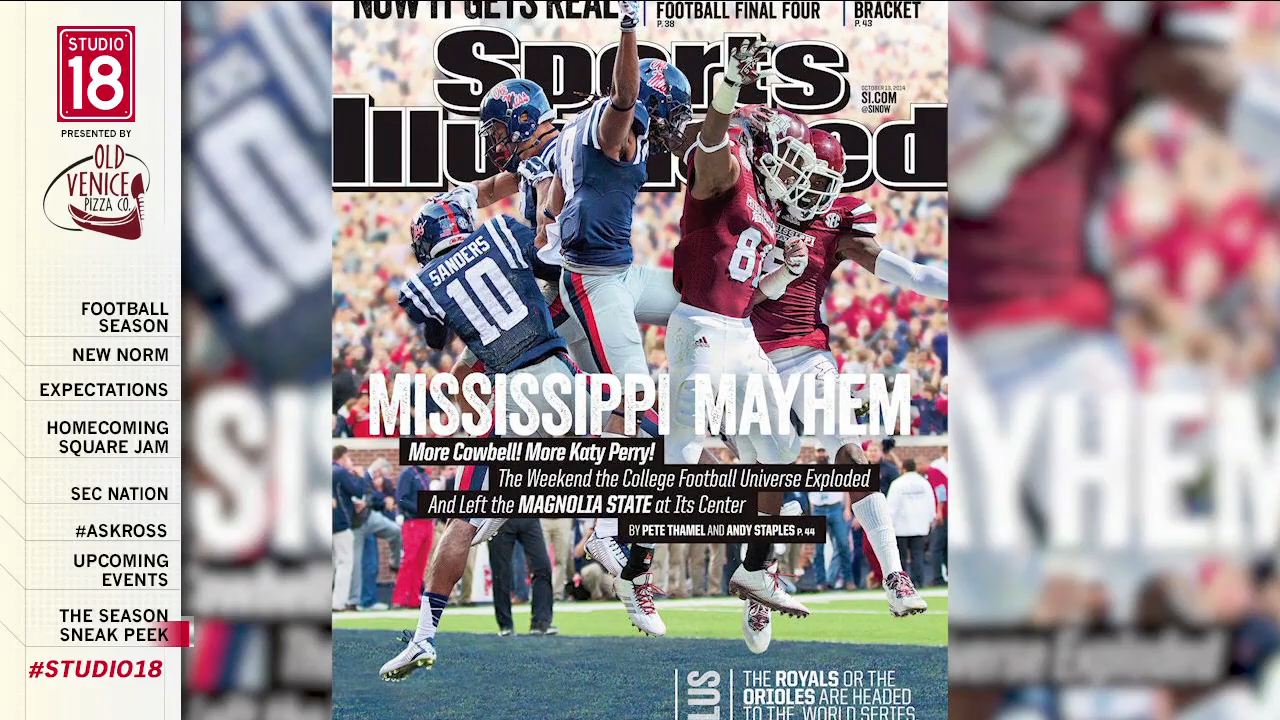 STUDIO
18
PRESENTED BY
OLD
VENICE
PIZZA CO.
FOOTBALL
SEASON
NEW NORM
EXPECTATIONS
HOMECOMING
SQUARE JAM
SEC NATION
#ASKROSS
UPCOMING
EVENTS
THE SEASON
SNEAK PEEK
#STUDIO18
NOW IT GETS REAL
FOOTBALL FINAL FOUR
P. 38
BRACKET
P. 43
Sports
Illustrated
OCTOBER 13, 2014
SI.COM
@SINOW
SANDERS
10
MISSISSIPPI MAYHEM
More Cowbell! More Katy Perry!
The Weekend the College Football Universe Exploded
And Left the MAGNOLIA STATE at Its Center
BY PETE THAMEL AND ANDY STAPLES P. 44
THE ROYALS OR THE
ORIOLES ARE HEADED
TO THE WORLD SERIES